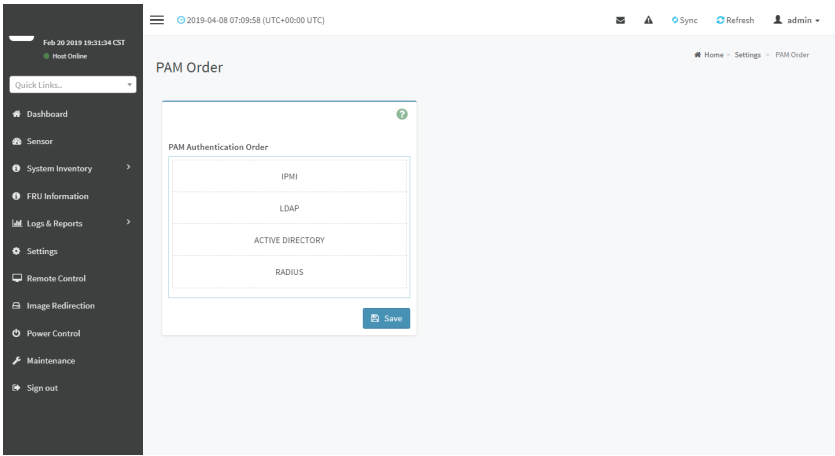 2019-04-08 07:09:58 (UTC+00:00 UTC)
Sync
Refresh
admin
Feb 20 2019 19:31:34 CST
Host Online
Quick Links..
Dashboard
Sensor
System Inventory
FRU Information
Logs & Reports
Settings
Remote Control
Image Redirection
Power Control
Maintenance
Sign out
PAM Order
Home > Settings > PAM Order
PAM Authentication Order
IPMI
LDAP
ACTIVE DIRECTORY
RADIUS
Save